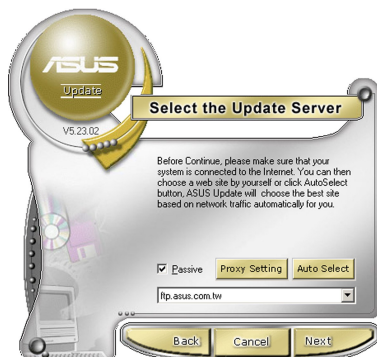 ASUS
Update
V5.23.02
Select the Update Server
Before Continue, please make sure that your
system is connected to the Internet. You can then
choose a web site by yourself or click AutoSelect
button, ASUS Update will choose the best site
based on network traffic automatically for you.
Passive
Proxy Setting
Auto Select
ftp.asus.com.tw
Back
Cancel
Next